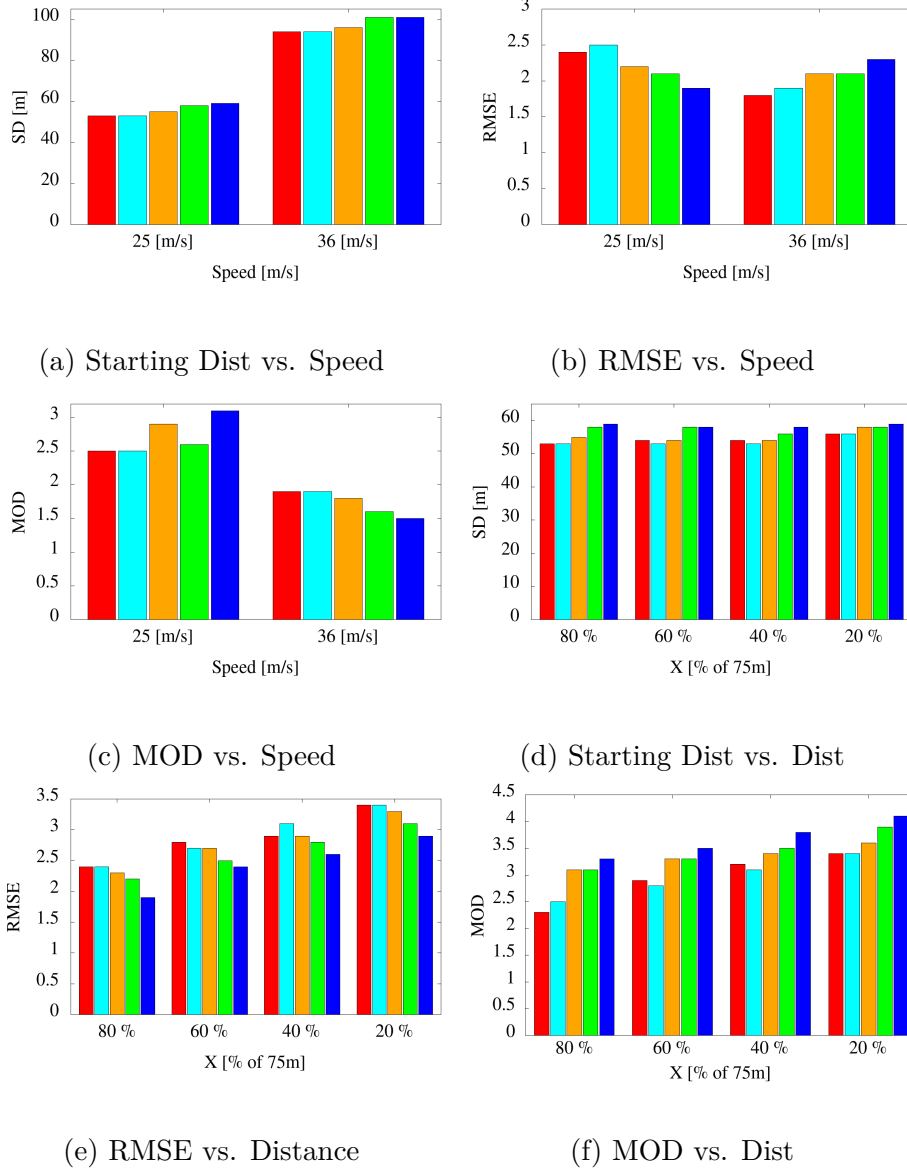 100
80
60
40
20
0
SD [m]
25 [m/s]
36 [m/s]
Speed [m/s]
(a) Starting Dist vs. Speed
3
2.5
2
1.5
1
0.5
0
RMSE
25 [m/s]
36 [m/s]
Speed [m/s]
(b) RMSE vs. Speed
3
2.5
2
1.5
1
0.5
0
MOD
25 [m/s]
36 [m/s]
Speed [m/s]
(c) MOD vs. Speed
60
50
40
30
20
10
0
SD [m]
80 %
60 %
40 %
20 %
X [% of 75m]
(d) Starting Dist vs. Dist
3.5
3
2.5
2
1.5
1
0.5
0
RMSE
80 %
60 %
40 %
20 %
X [% of 75m]
(e) RMSE vs. Distance
4.5
4
3.5
3
2.5
2
1.5
1
0.5
0
MOD
80 %
60 %
40 %
20 %
X [% of 75m]
(f) MOD vs. Dist